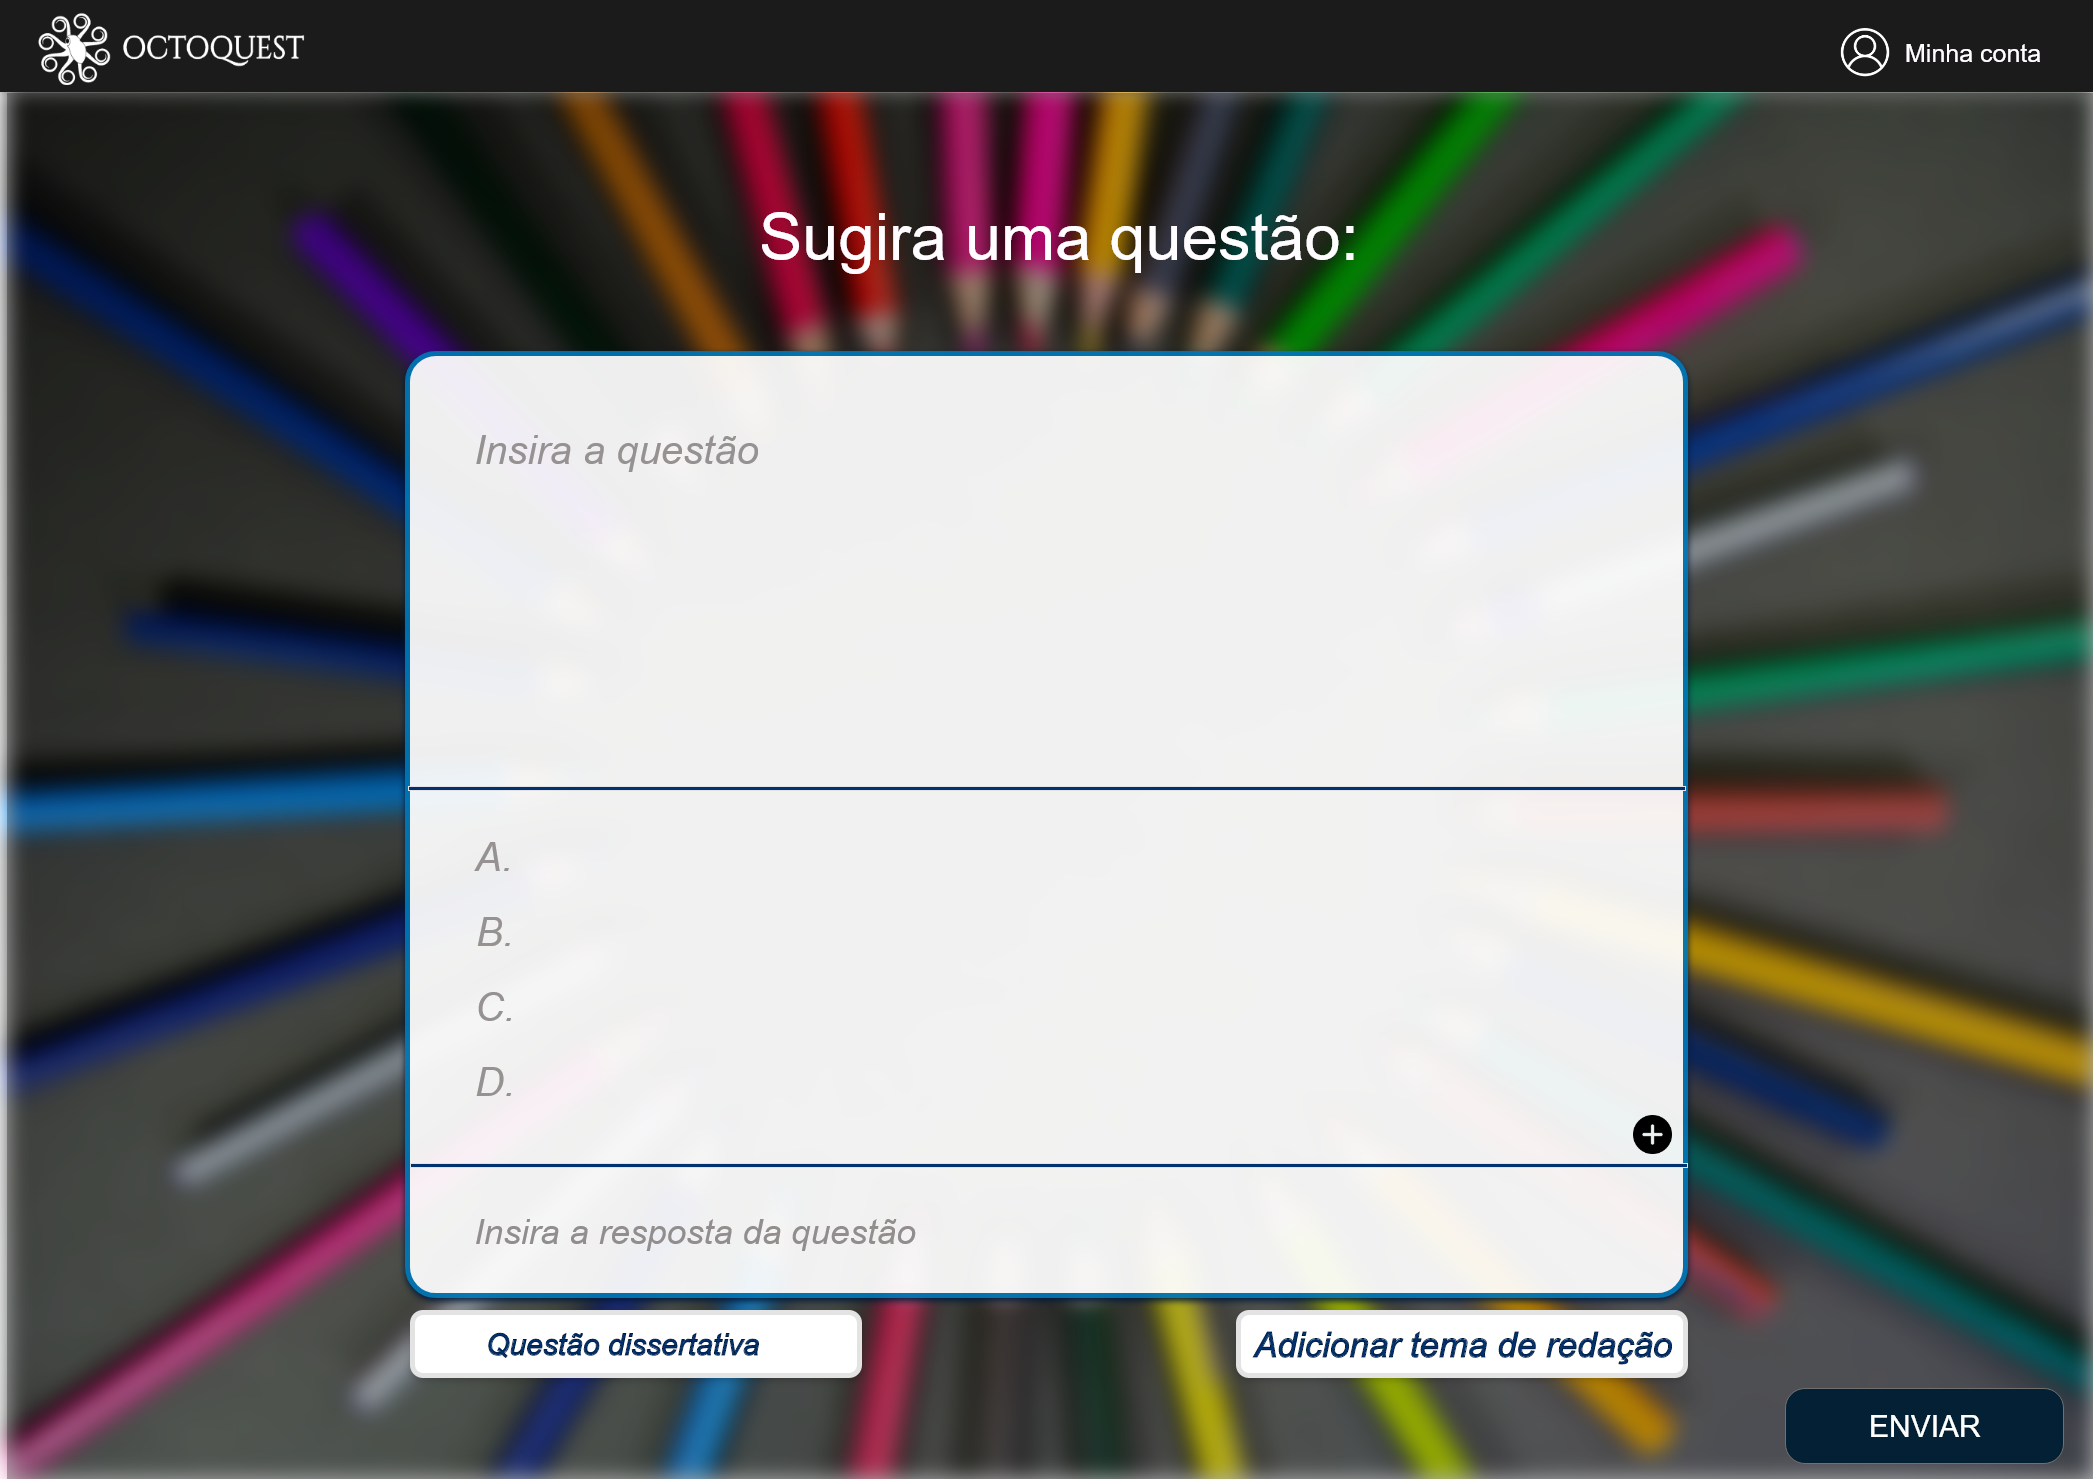 OCTOQUEST
Minha conta
Sugira uma questão:
Insira a questão
A.
B.
C.
D.
Insira a resposta da questão
Questão dissertativa
Adicionar tema de redação
ENVIAR